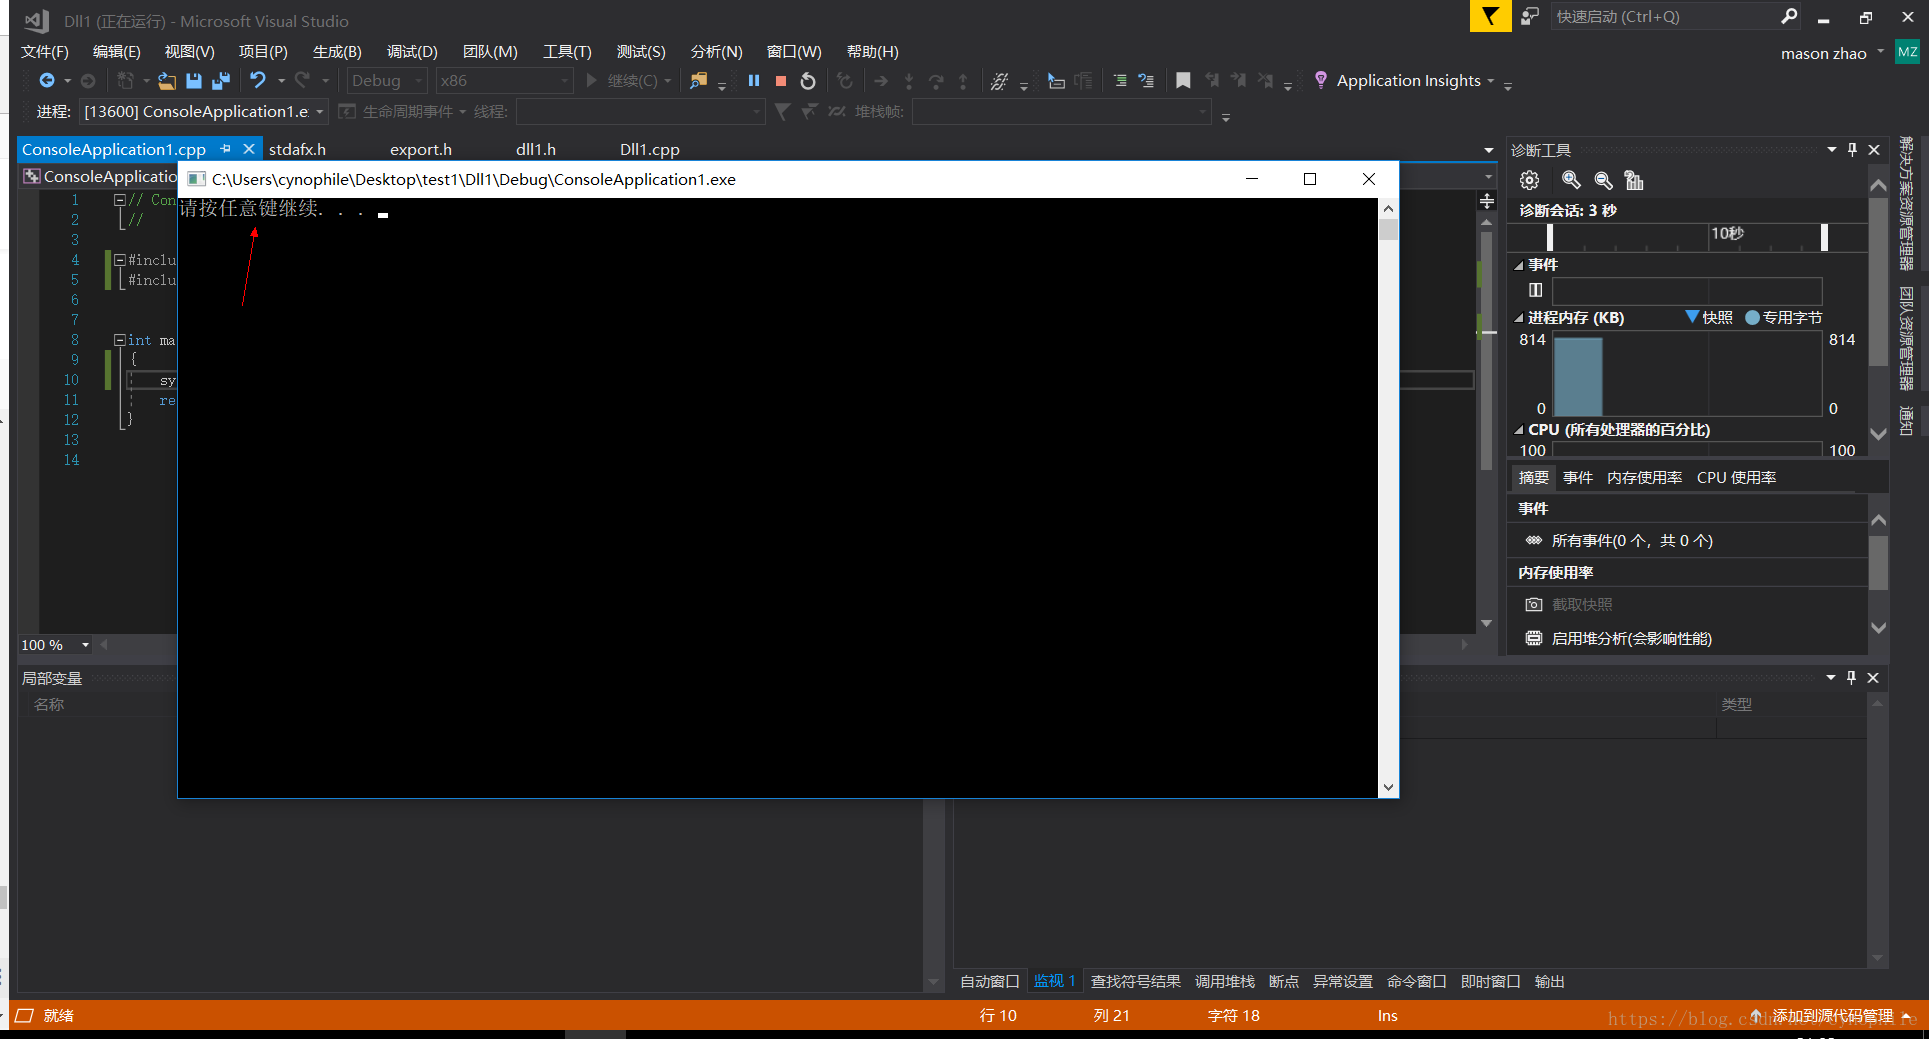 Dll1 (正在运行) - Microsoft Visual Studio
快速启动 (Ctrl+Q)
文件(F) 编辑(E) 视图(V) 项目(P) 生成(B) 调试(D) 团队(M) 工具(T) 测试(S) 分析(N) 窗口(W) 帮助(H)
mason zhao MZ
Debug x86 继续(C) Application Insights
进程: [13600] ConsoleApplication1.e 生命周期事件 线程: 堆栈帧:
ConsoleApplication1.cpp stdafx.h export.h dll1.h Dll1.cpp
ConsoleApplicatio
C:\Users\cynophile\Desktop\test1\Dll1\Debug\ConsoleApplication1.exe
请按任意键继续. . .
1 // Con
2 //
3
4 #inclu
5 #inclu
6
7
8 int ma
9 {
10 sy
11 re
12 }
13
14
100 %
诊断工具
诊断会话: 3 秒
10秒
事件
进程内存 (KB) 快照 专用字节
814 814
0 0
CPU (所有处理器的百分比)
100 100
摘要 事件 内存使用率 CPU 使用率
事件
所有事件(0 个，共 0 个)
内存使用率
截取快照
启用堆分析(会影响性能)
解决方案资源管理器
团队资源管理器
通知
局部变量
名称
类型
自动窗口 监视 1 查找符号结果 调用堆栈 断点 异常设置 命令窗口 即时窗口 输出
就绪 行 10 列 21 字符 18 Ins 添加到源代码管理
https://blog.csdn.net/cynophile